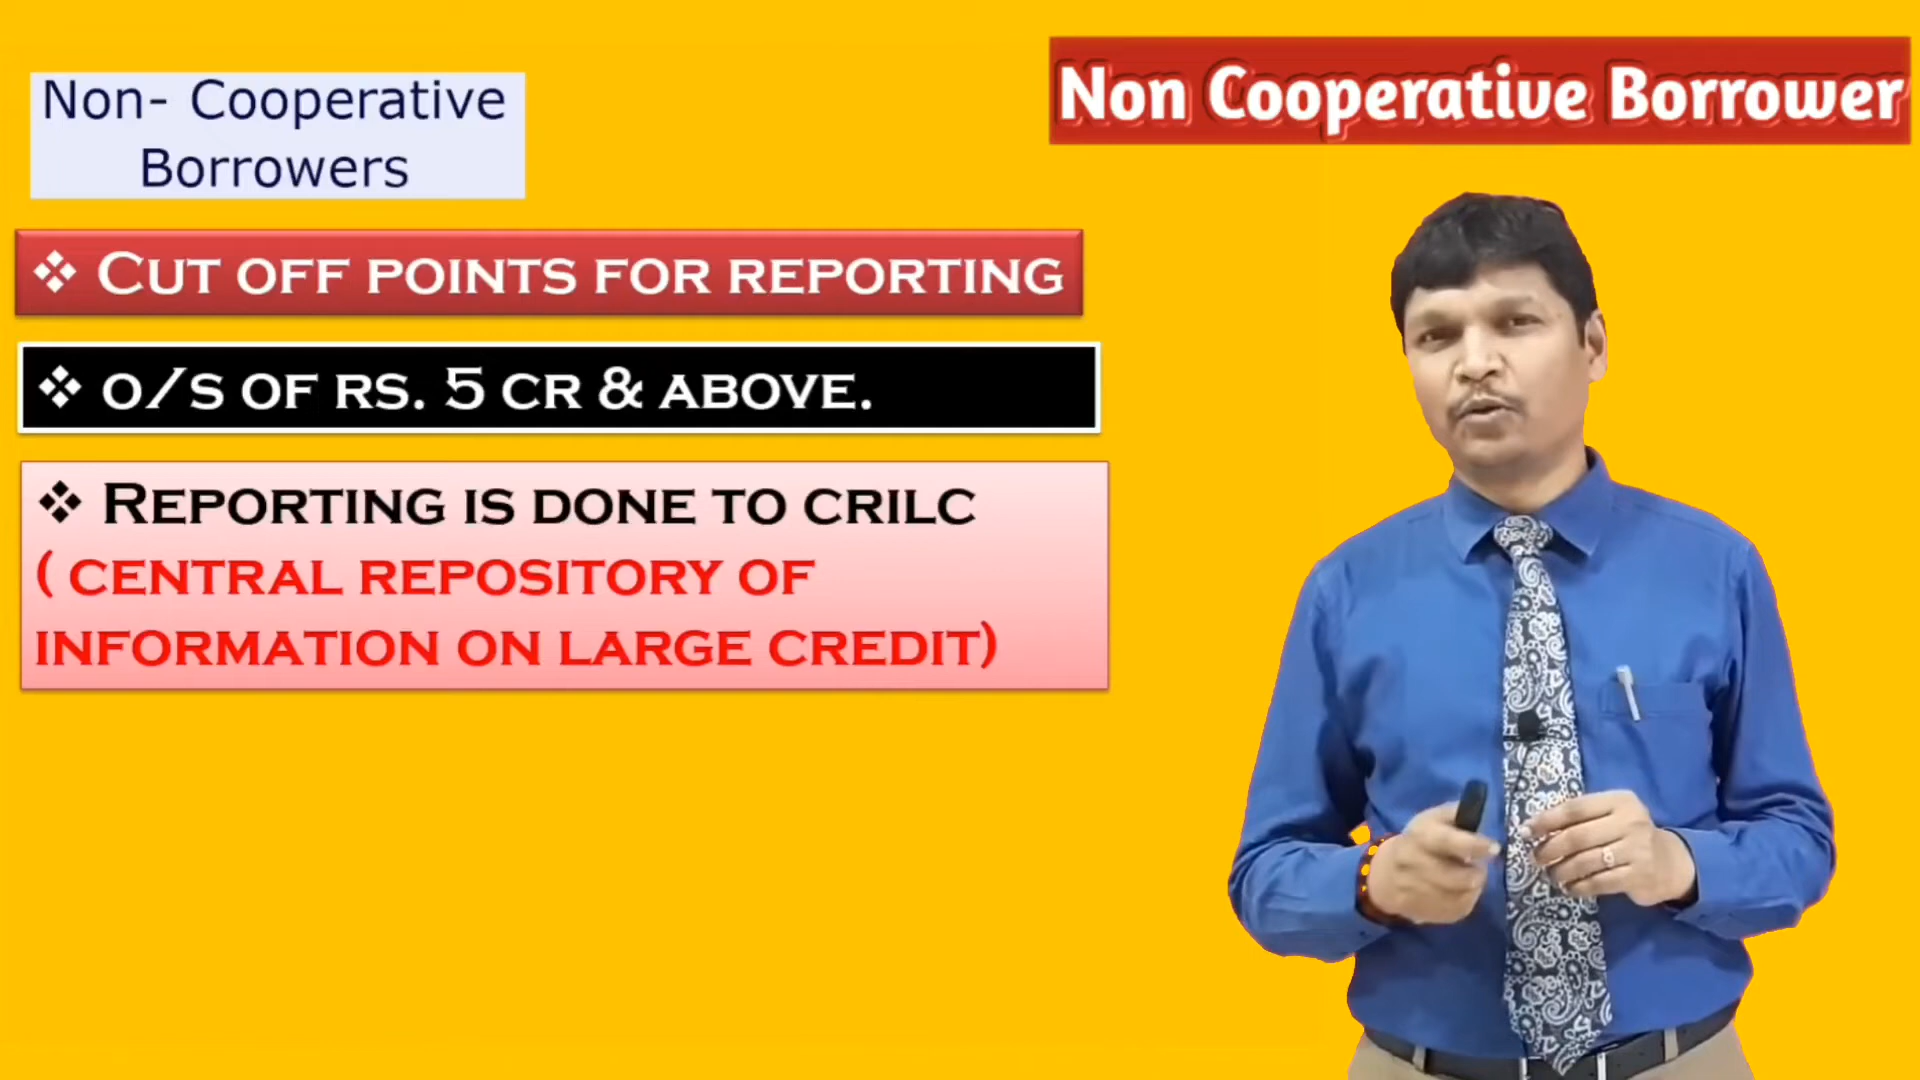 Non- Cooperative
Borrowers
Non Cooperative Borrower
❖ CUT OFF POINTS FOR REPORTING
❖ O/S OF RS. 5 CR & ABOVE.
❖ REPORTING IS DONE TO CRILC
( CENTRAL REPOSITORY OF
INFORMATION ON LARGE CREDIT)